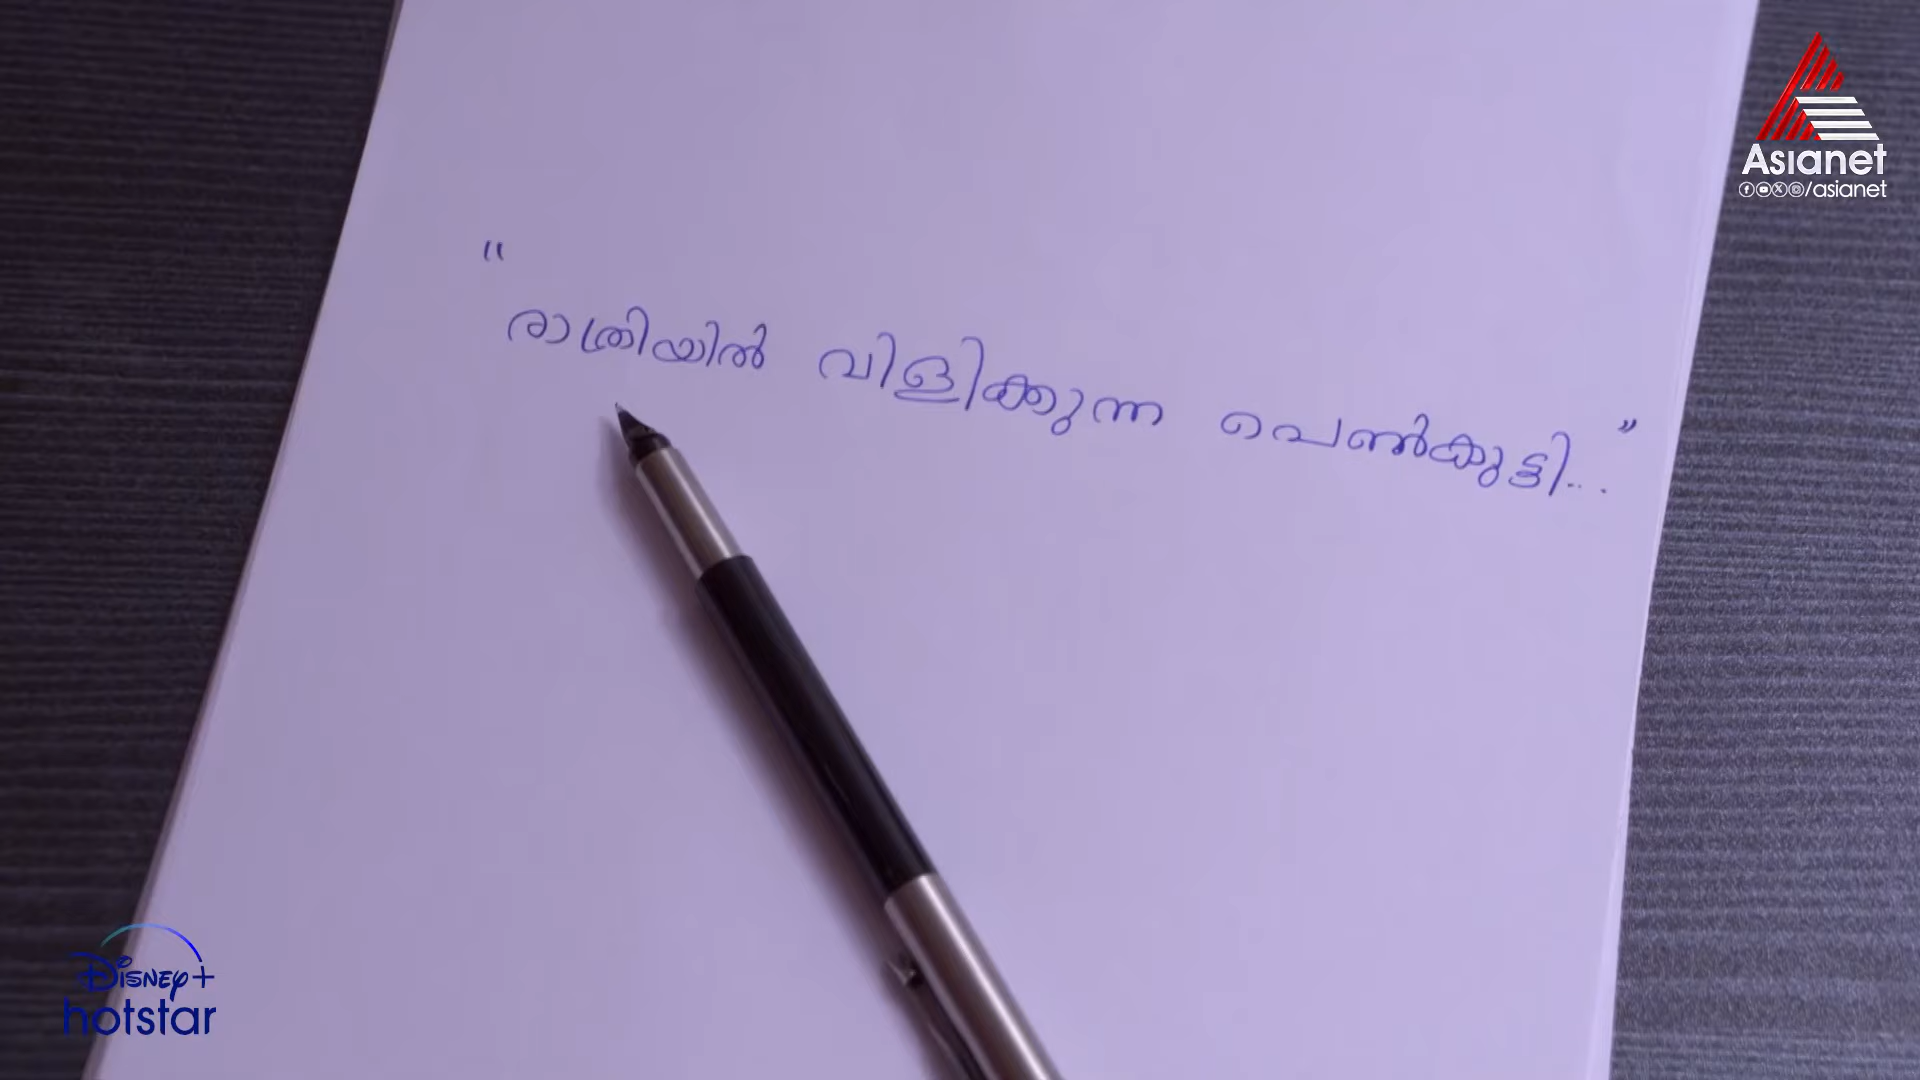 Asianet
/asianet
"രാത്രിയിൽ വിളിക്കുന്ന പെൺകുട്ടി..."
Disney+
hotstar